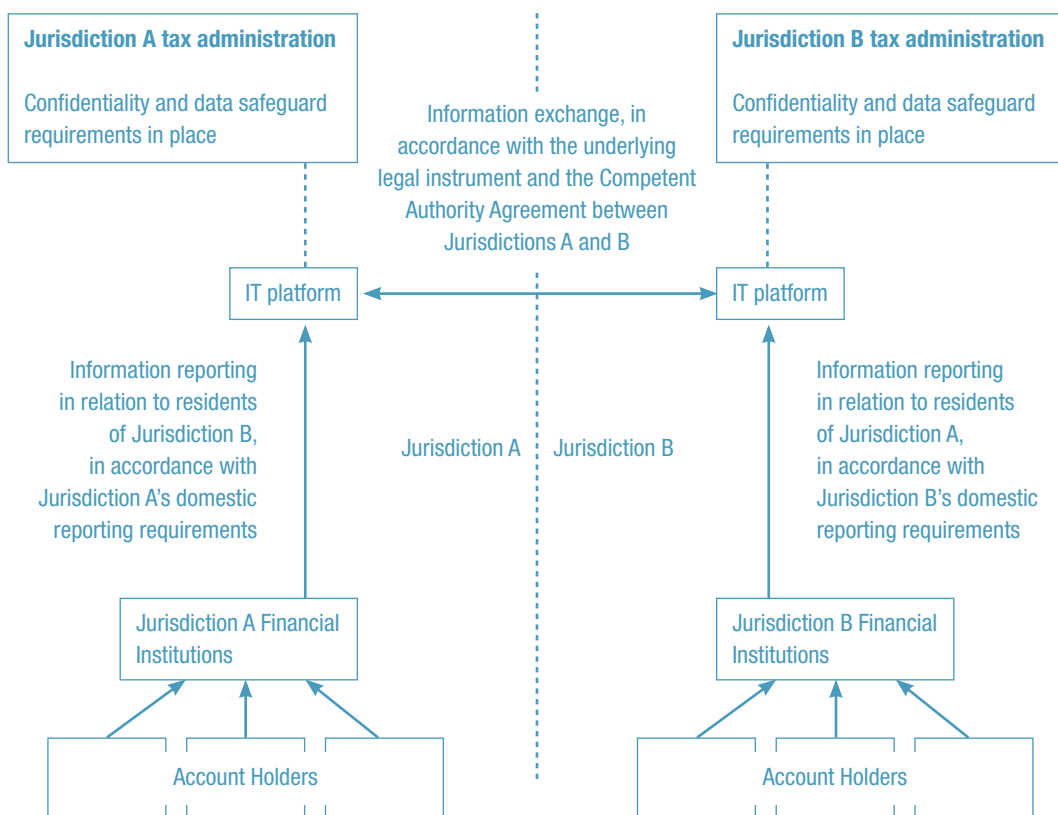 Jurisdiction A tax administration
Confidentiality and data safeguard
requirements in place
Jurisdiction B tax administration
Confidentiality and data safeguard
requirements in place
Information exchange, in
accordance with the underlying
legal instrument and the Competent
Authority Agreement between
Jurisdictions A and B
IT platform
IT platform
Information reporting
in relation to residents
of Jurisdiction B,
in accordance with
Jurisdiction A’s domestic
reporting requirements
Jurisdiction A
Jurisdiction B
Information reporting
in relation to residents
of Jurisdiction A,
in accordance with
Jurisdiction B’s domestic
reporting requirements
Jurisdiction A Financial
Institutions
Jurisdiction B Financial
Institutions
Account Holders
Account Holders